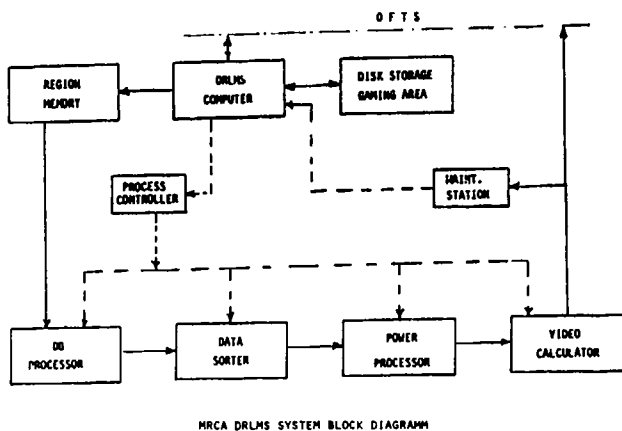 O F T S
REGION
MEMORY
DRLMS
COMPUTER
DISK STORAGE
GAMING AREA
PROCESS
CONTROLLER
MAINT.
STATION
DB
PROCESSOR
DATA
SORTER
POWER
PROCESSOR
VIDEO
CALCULATOR
MRCA DRLMS SYSTEM BLOCK DIAGRAMM